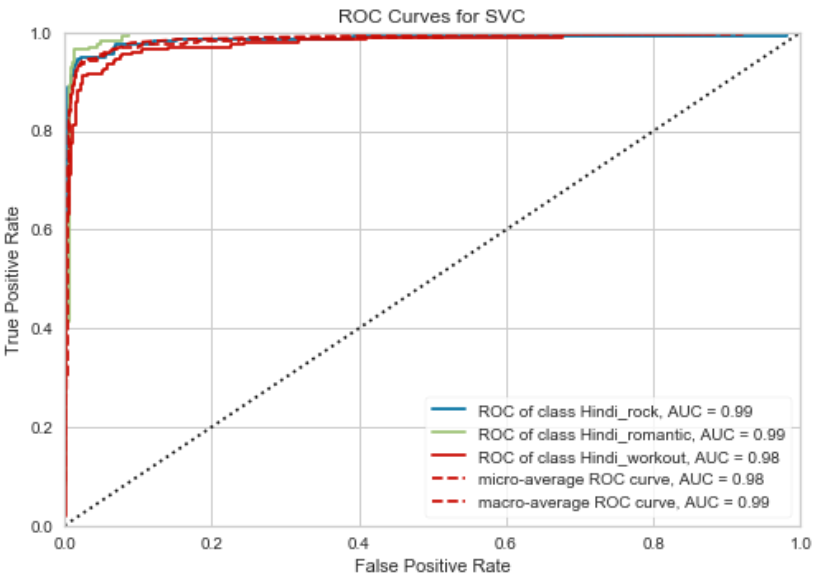 ROC Curves for SVC
1.0
0.8
0.6
0.4
0.2
0.0
True Positive Rate
ROC of class Hindi_rock, AUC = 0.99
ROC of class Hindi_romantic, AUC = 0.99
ROC of class Hindi_workout, AUC = 0.98
micro-average ROC curve, AUC = 0.98
macro-average ROC curve, AUC = 0.99
0.0 0.2 0.4 0.6 0.8 1.0
False Positive Rate